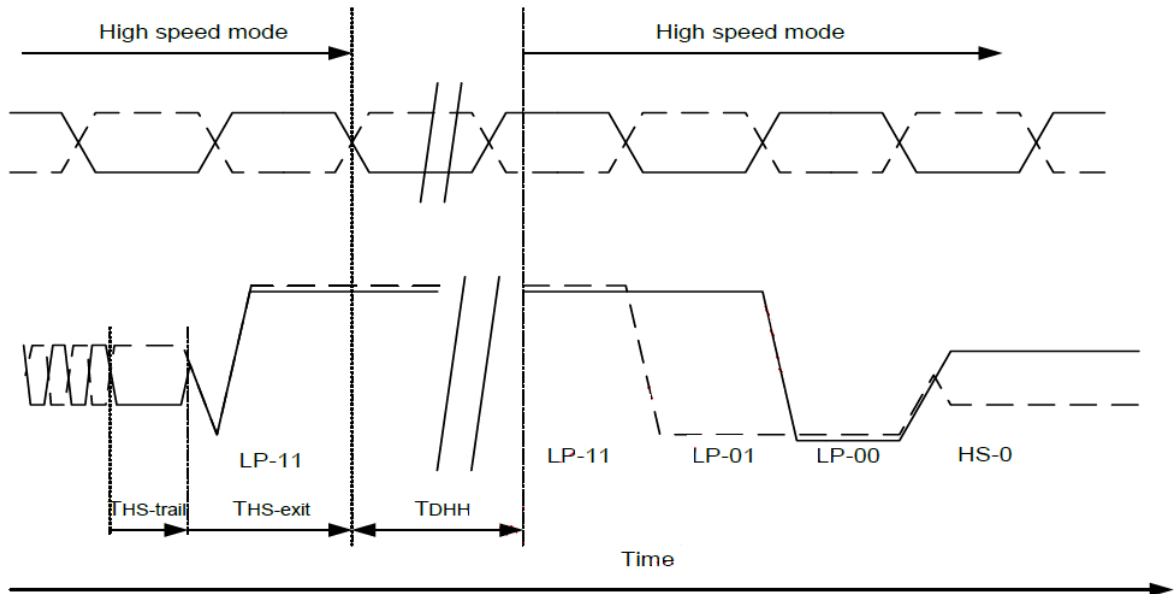 High speed mode
High speed mode
LP-11
LP-11
LP-01
LP-00
HS-0
THS-trail
THS-exit
TDHH
Time